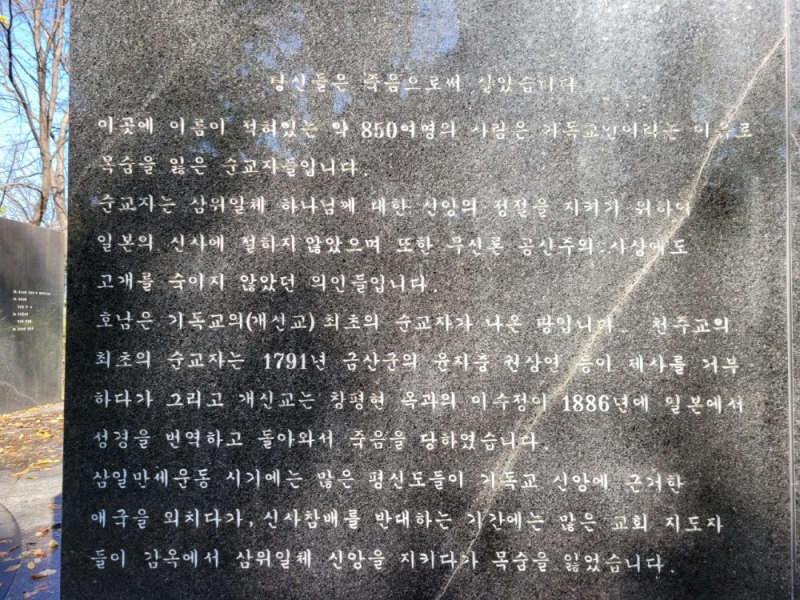 당신들은 죽음으로써 살았습니다
이곳에 이름이 적혀있는 약 850여명의 사람은 기독교인이라는 이유로
목숨을 잃은 순교자들입니다.
순교자는 삼위일체 하나님께 대한 신앙의 정절을 지키기 위하여
일본의 신사에 절하지 않았으며 또한 무신론 공산주의 사상에도
고개를 숙이지 않았던 의인들입니다.
호남은 기독교의(개신교) 최초의 순교자가 나온 땅입니다. 천주교의
최초의 순교자는 1791년 금산군의 윤지충 권상연 등이 제사를 거부
하다가 그리고 개신교는 창평현 옥과의 이수정이 1886년에 일본에서
성경을 번역하고 돌아와서 죽음을 당하였습니다.
삼일만세운동 시기에는 많은 평신도들이 기독교 신앙에 근거한
애국을 외치다가, 신사참배를 반대하는 기간에는 많은 교회 지도자
들이 감옥에서 삼위일체 신앙을 지키다가 목숨을 잃었습니다.